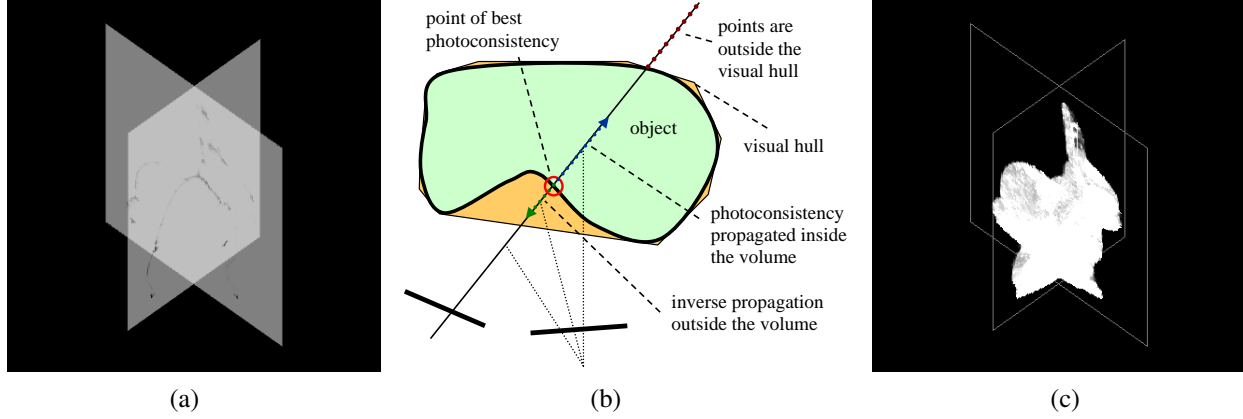 point of best
photoconsistency
points are
outside the
visual hull
object
visual hull
photoconsistency
propagated inside
the volume
inverse propagation
outside the volume
(a)
(b)
(c)